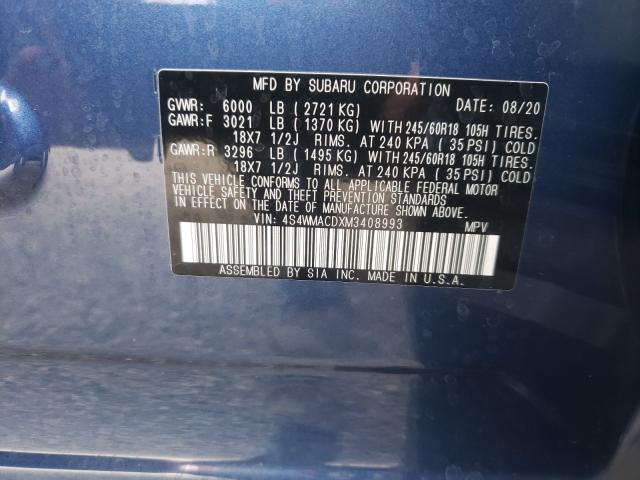 MFD BY SUBARU CORPORATION
GVWR: 6000 LB (2721 KG) DATE: 08/20
GAWR:F 3021 LB (1370 KG) WITH 245/60R18 105H TIRES.
18X7 1/2J RIMS. AT 240 KPA (35 PSI) COLD
GAWR:R 3296 LB (1495 KG) WITH 245/60R18 105H TIRES.
18X7 1/2J RIMS. AT 240 KPA (35 PSI) COLD
THIS VEHICLE CONFORMS TO ALL APPLICABLE FEDERAL MOTOR
VEHICLE SAFETY AND THEFT PREVENTION STANDARDS
IN EFFECT ON THE DATE OF MANUFACTURE SHOWN ABOVE.
VIN: 4S4WMACDXM3408993 MPV
ASSEMBLED BY SIA INC. MADE IN U.S.A.